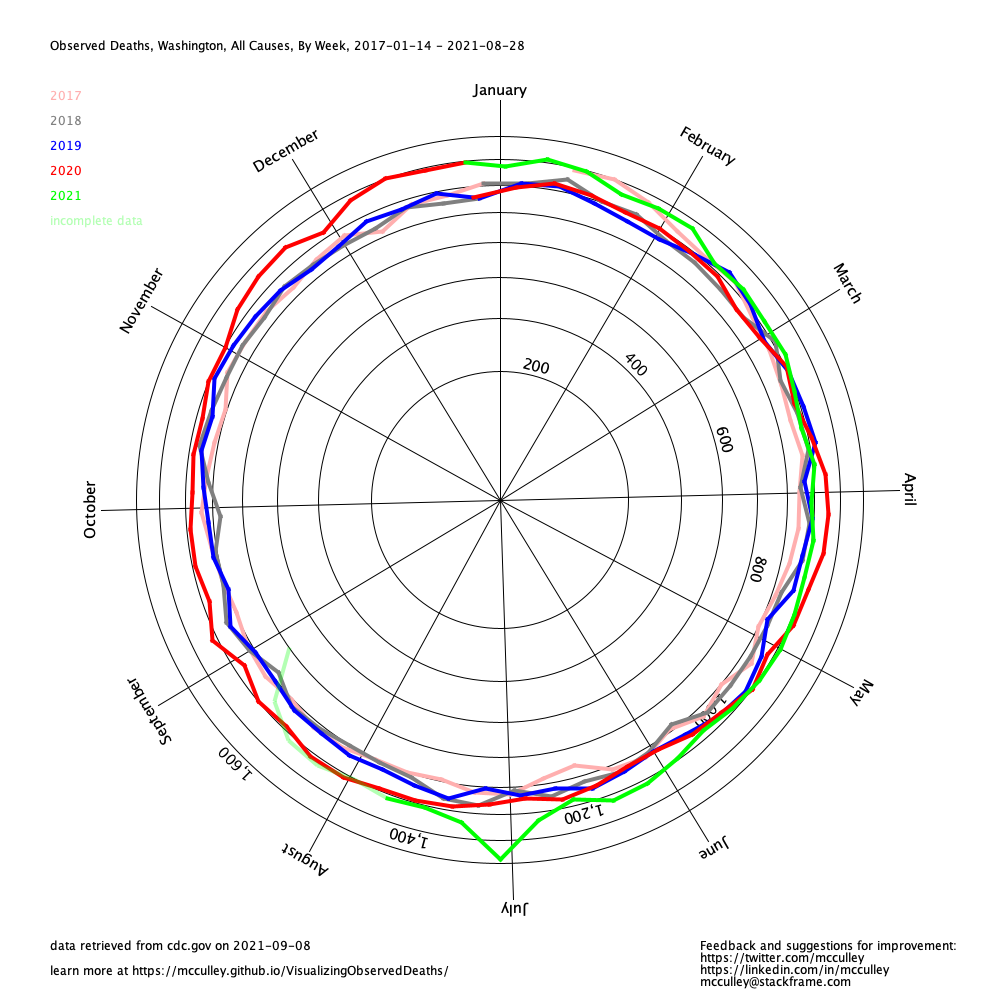 Observed Deaths, Washington, All Causes, By Week, 2017-01-14 - 2021-08-28
2017
2018
2019
2020
2021
incomplete data
January
February
March
April
May
June
July
August
September
October
November
December
200
400
600
800
1,200
1,400
1,600
data retrieved from cdc.gov on 2021-09-08
learn more at https://mcculley.github.io/VisualizingObservedDeaths/
Feedback and suggestions for improvement:
https://twitter.com/mcculley
https://linkedin.com/in/mcculley
mcculley@stackframe.com